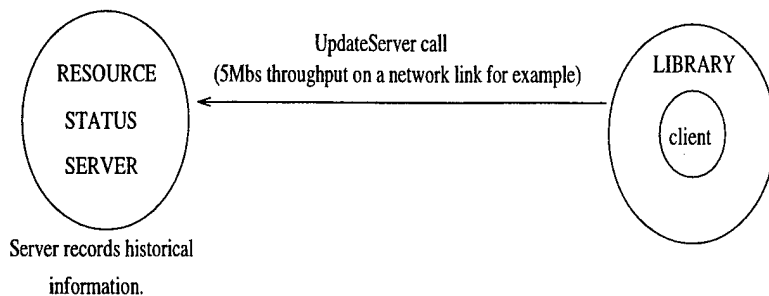 UpdateServer call
(5Mbs throughput on a network link for example)
RESOURCE
STATUS
SERVER
LIBRARY
client
Server records historical
information.